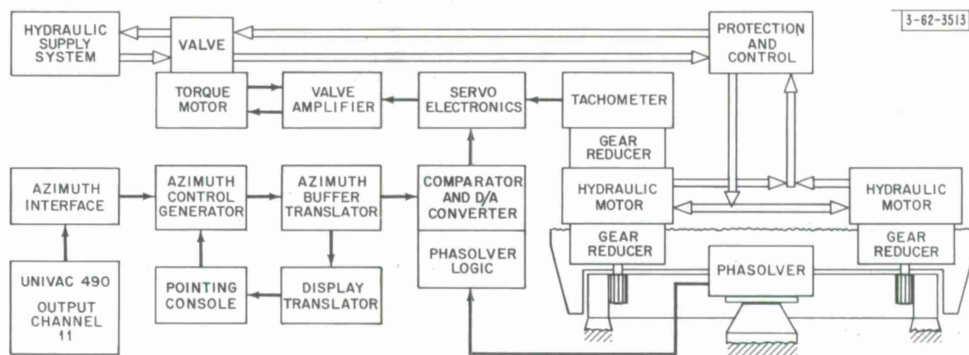 3-62-3513
HYDRAULIC
SUPPLY
SYSTEM
VALVE
PROTECTION
AND
CONTROL
TORQUE
MOTOR
VALVE
AMPLIFIER
SERVO
ELECTRONICS
TACHOMETER
GEAR
REDUCER
AZIMUTH
INTERFACE
AZIMUTH
CONTROL
GENERATOR
AZIMUTH
BUFFER
TRANSLATOR
COMPARATOR
AND D/A
CONVERTER
HYDRAULIC
MOTOR
HYDRAULIC
MOTOR
GEAR
REDUCER
GEAR
REDUCER
UNIVAC 490
OUTPUT
CHANNEL
11
POINTING
CONSOLE
DISPLAY
TRANSLATOR
PHASOLVER
LOGIC
PHASOLVER